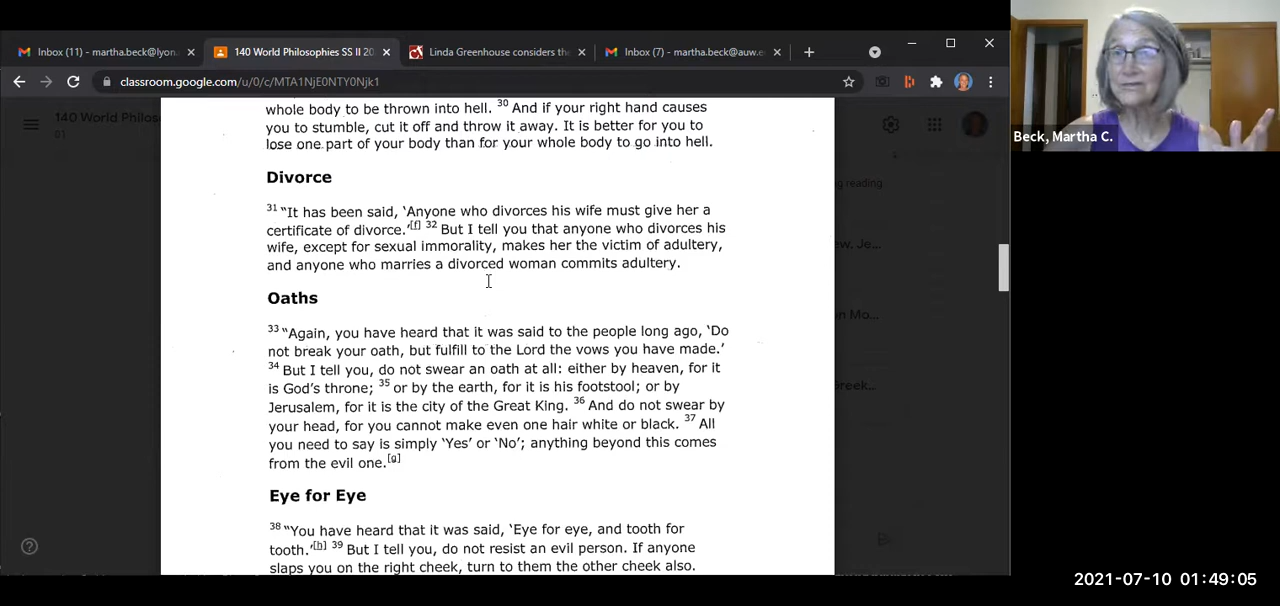 Inbox (11) - martha.beck@lyon.
140 World Philosophies SS II 20
Linda Greenhouse considers the
Inbox (7) - martha.beck@auw.e
classroom.google.com/u/0/c/MTA1NjE0NTY0Njk1
140 World Philosop
01
whole body to be thrown into hell. 30 And if your right hand causes
you to stumble, cut it off and throw it away. It is better for you to
lose one part of your body than for your whole body to go into hell.
Divorce
31 “It has been said, ‘Anyone who divorces his wife must give her a
certificate of divorce.’[f] 32 But I tell you that anyone who divorces his
wife, except for sexual immorality, makes her the victim of adultery,
and anyone who marries a divorced woman commits adultery.
Oaths
33 “Again, you have heard that it was said to the people long ago, ‘Do
not break your oath, but fulfill to the Lord the vows you have made.’
34 But I tell you, do not swear an oath at all: either by heaven, for it
is God’s throne; 35 or by the earth, for it is his footstool; or by
Jerusalem, for it is the city of the Great King. 36 And do not swear by
your head, for you cannot make even one hair white or black. 37 All
you need to say is simply ‘Yes’ or ‘No’; anything beyond this comes
from the evil one.[g]
Eye for Eye
38 “You have heard that it was said, ‘Eye for eye, and tooth for
tooth.’[h] 39 But I tell you, do not resist an evil person. If anyone
slaps you on the right cheek, turn to them the other cheek also.
ng reading
ew. Je...
on Mo...
Greek...
Beck, Martha C.
2021-07-10 01:49:05